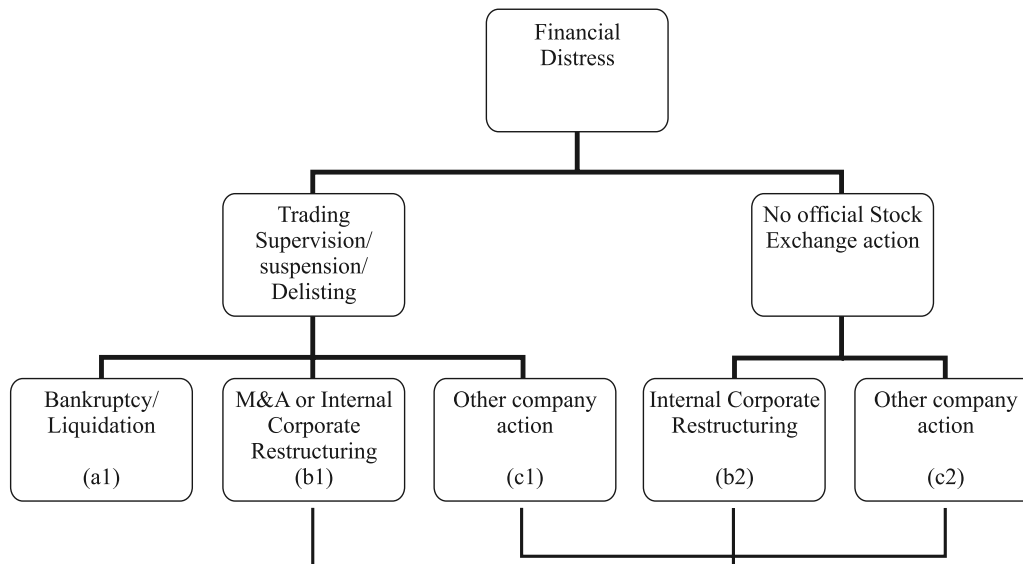 Financial
Distress
Trading
Supervision/
suspension/
Delisting
No official Stock
Exchange action
Bankruptcy/
Liquidation
(a1)
M&A or Internal
Corporate
Restructuring
(b1)
Other company
action
(c1)
Internal Corporate
Restructuring
(b2)
Other company
action
(c2)